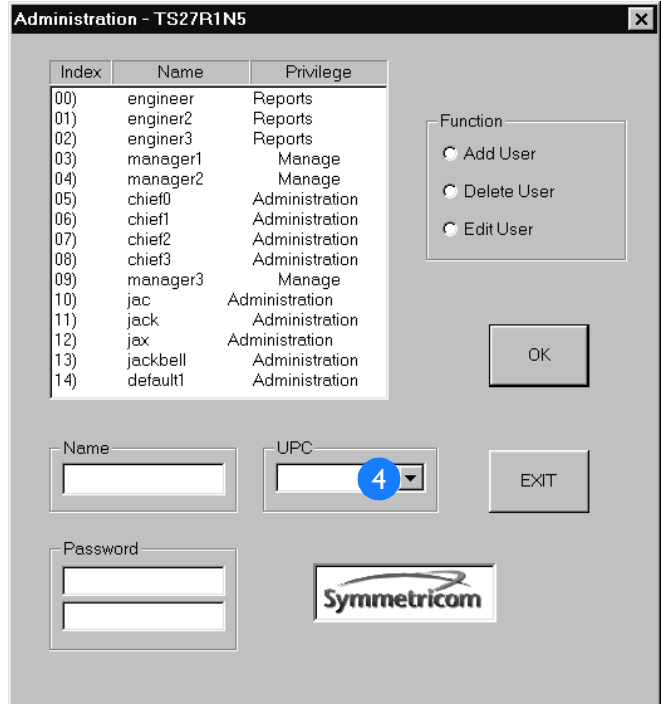 Administration - TS27R1N5
Index Name Privilege
00) engineer Reports
01) enginer2 Reports
02) enginer3 Reports
03) manager1 Manage
04) manager2 Manage
05) chief0 Administration
06) chief1 Administration
07) chief2 Administration
08) chief3 Administration
09) manager3 Manage
10) jac Administration
11) jack Administration
12) jax Administration
13) jackbell Administration
14) default1 Administration
Function
Add User
Delete User
Edit User
OK
Name
UPC
4
EXIT
Password
Symmetricom